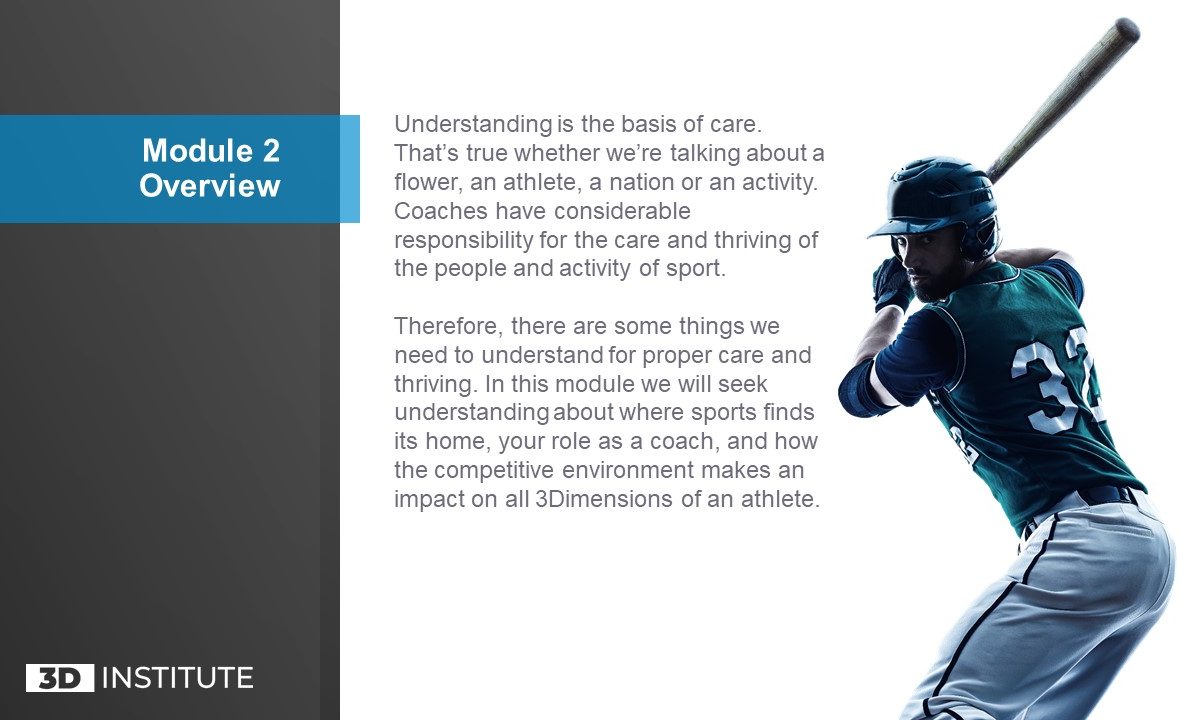 Module 2
Overview
Understanding is the basis of care.
That’s true whether we’re talking about a
flower, an athlete, a nation or an activity.
Coaches have considerable
responsibility for the care and thriving of
the people and activity of sport.
Therefore, there are some things we
need to understand for proper care and
thriving. In this module we will seek
understanding about where sports finds
its home, your role as a coach, and how
the competitive environment makes an
impact on all 3Dimensions of an athlete.
32
3D INSTITUTE